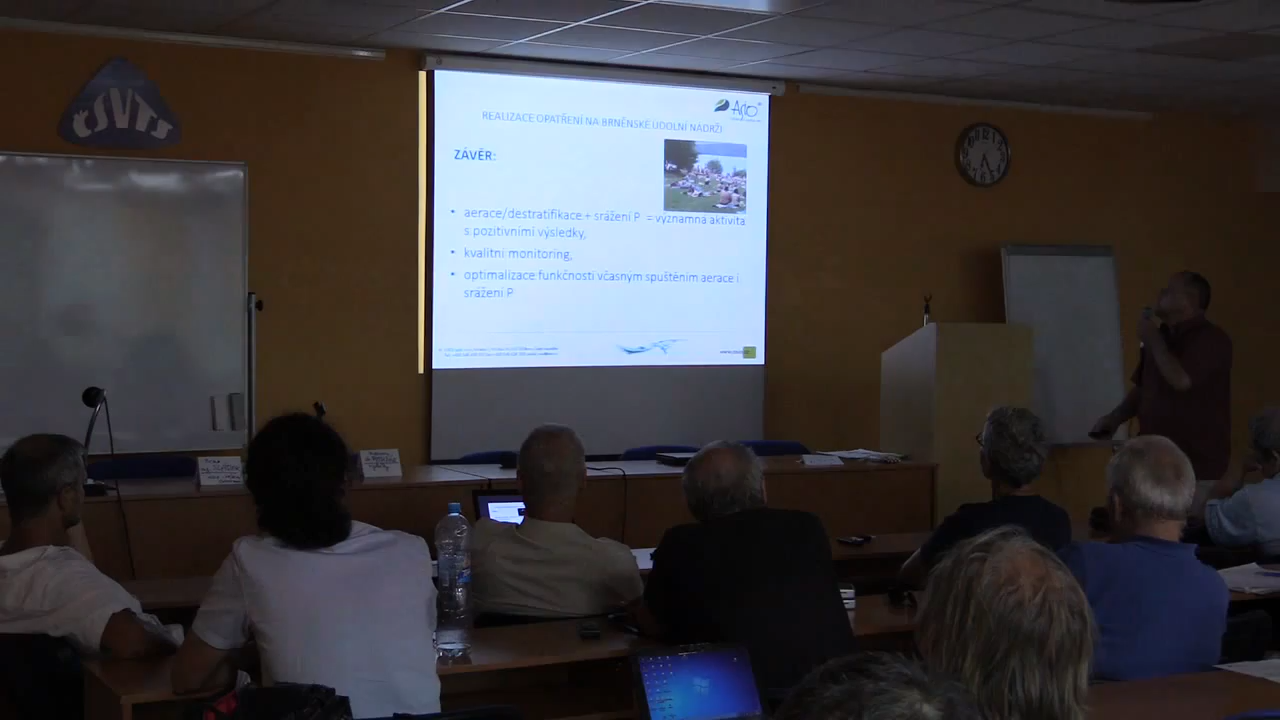 ČSVTS
ASIO
REALIZACE OPATŘENÍ NA BRNĚNSKÉ ÚDOLNÍ NÁDRŽI
ZÁVĚR:
• aerace/destratifikace + srážení P = významná aktivita
s pozitivními výsledky,
• kvalitní monitoring,
• optimalizace funkčnosti včasným spuštěním aerace i
srážení P